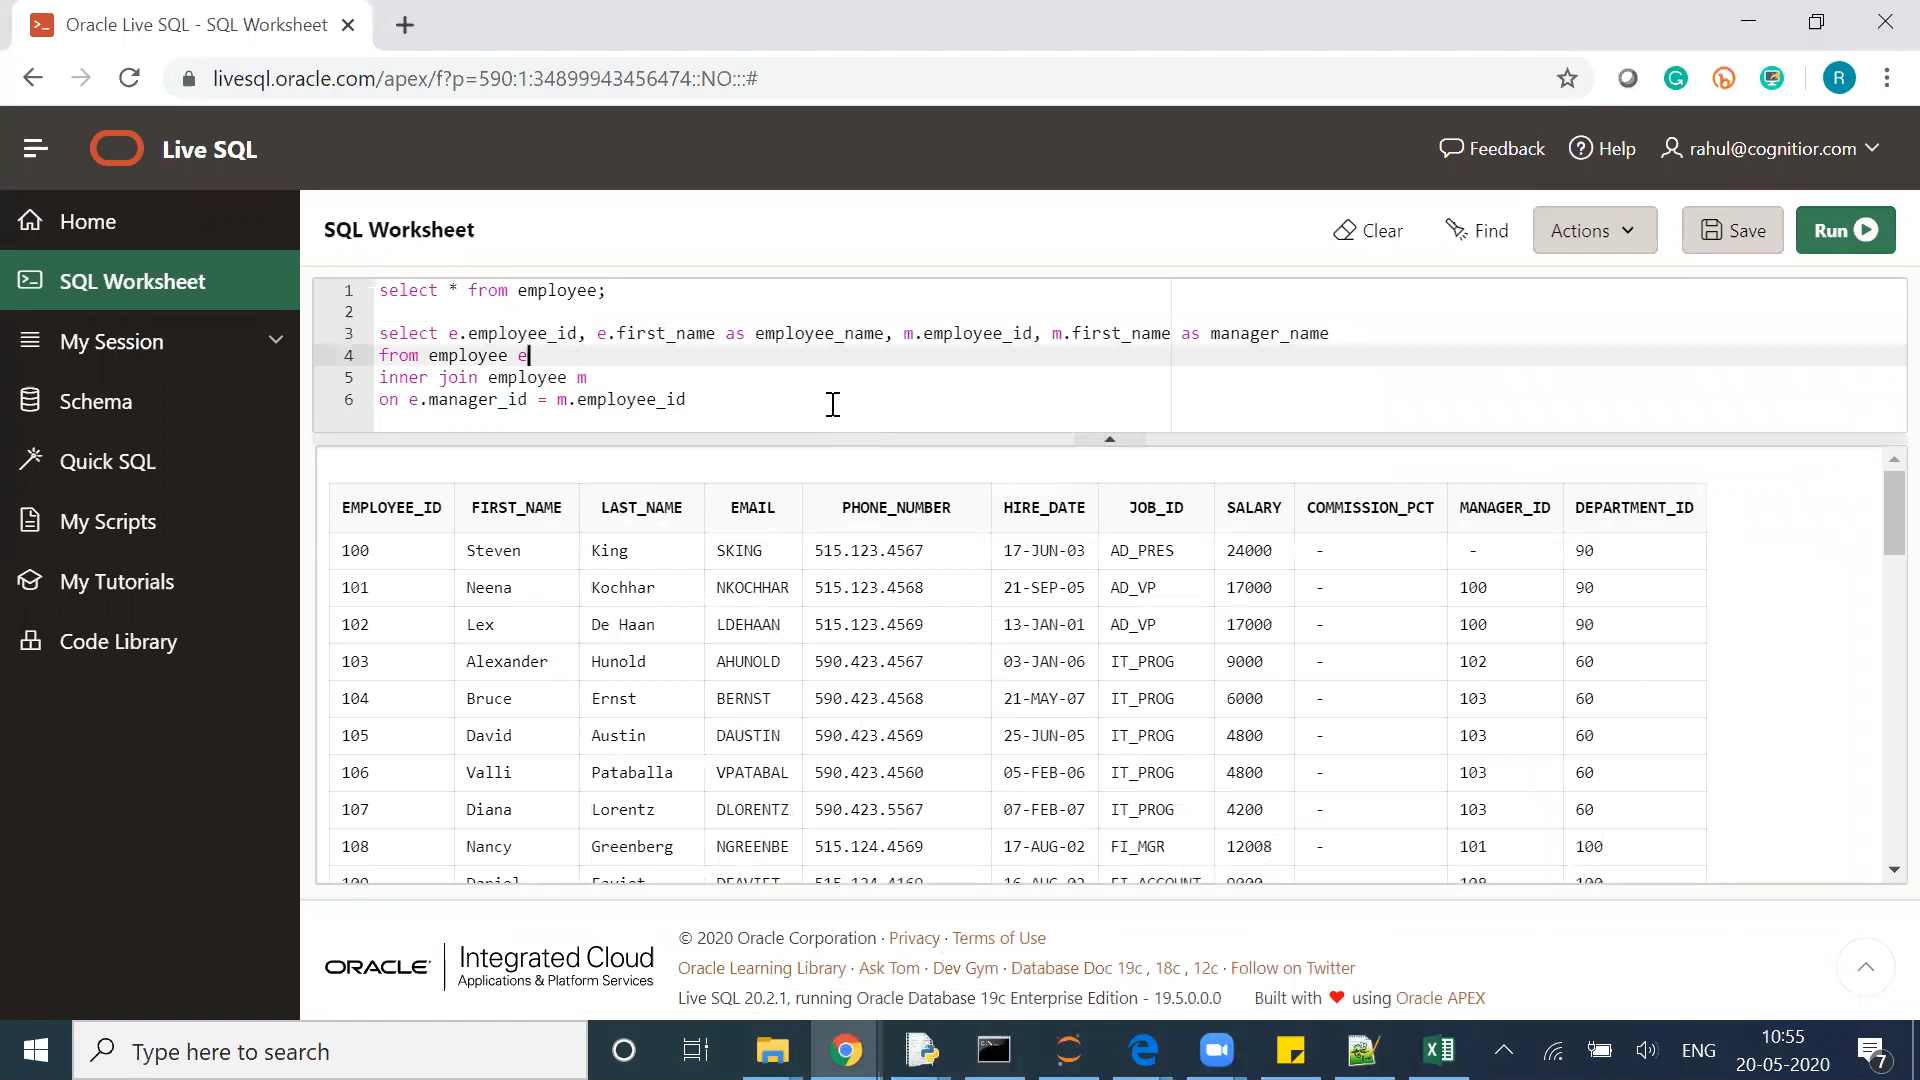 Oracle Live SQL - SQL Worksheet
livesql.oracle.com/apex/f?p=590:1:34899943456474::NO:::#
R
Live SQL
Feedback
Help
rahul@cognitior.com
Home
SQL Worksheet
My Session
Schema
Quick SQL
My Scripts
My Tutorials
Code Library
SQL Worksheet
Clear
Find
Actions
Save
Run
1 select * from employee;
2
3 select e.employee_id, e.first_name as employee_name, m.employee_id, m.first_name as manager_name
4 from employee e
5 inner join employee m
6 on e.manager_id = m.employee_id
EMPLOYEE_ID FIRST_NAME LAST_NAME EMAIL PHONE_NUMBER HIRE_DATE JOB_ID SALARY COMMISSION_PCT MANAGER_ID DEPARTMENT_ID
100 Steven King SKING 515.123.4567 17-JUN-03 AD_PRES 24000 - - 90
101 Neena Kochhar NKOCHHAR 515.123.4568 21-SEP-05 AD_VP 17000 - 100 90
102 Lex De Haan LDEHAAN 515.123.4569 13-JAN-01 AD_VP 17000 - 100 90
103 Alexander Hunold AHUNOLD 590.423.4567 03-JAN-06 IT_PROG 9000 - 102 60
104 Bruce Ernst BERNST 590.423.4568 21-MAY-07 IT_PROG 6000 - 103 60
105 David Austin DAUSTIN 590.423.4569 25-JUN-05 IT_PROG 4800 - 103 60
106 Valli Pataballa VPATABAL 590.423.4560 05-FEB-06 IT_PROG 4800 - 103 60
107 Diana Lorentz DLORENTZ 590.423.5567 07-FEB-07 IT_PROG 4200 - 103 60
108 Nancy Greenberg NGREENBE 515.124.4569 17-AUG-02 FI_MGR 12008 - 101 100
ORACLE
Integrated Cloud
Applications & Platform Services
© 2020 Oracle Corporation · Privacy · Terms of Use
Oracle Learning Library · Ask Tom · Dev Gym · Database Doc 19c, 18c, 12c · Follow on Twitter
Live SQL 20.2.1, running Oracle Database 19c Enterprise Edition - 19.5.0.0.0 Built with ♥ using Oracle APEX
Type here to search
ENG
10:55
20-05-2020
7